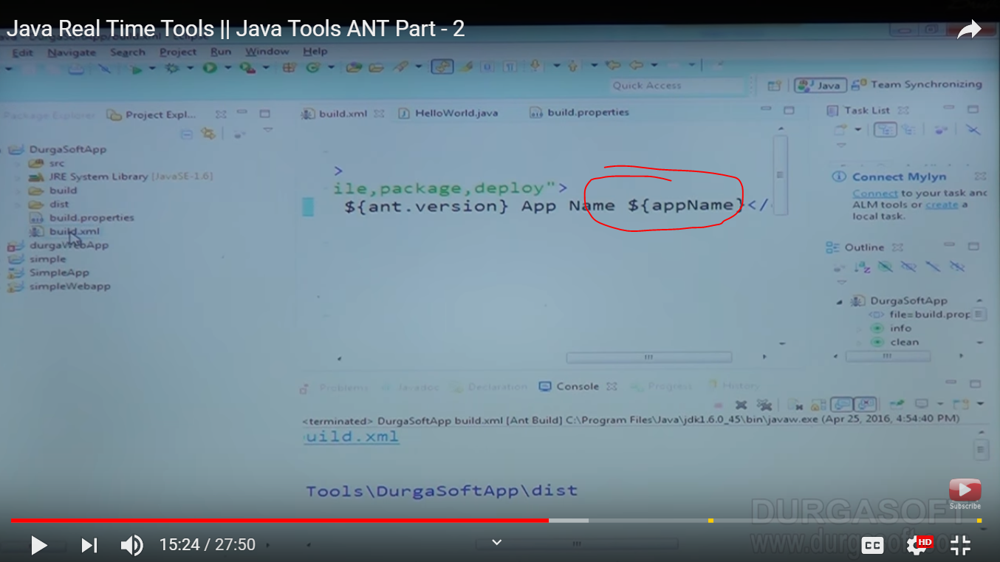 Java Real Time Tools || Java Tools ANT Part - 2
Edit Navigate Search Project Run Window Help
Quick Access
Java
Team Synchronizing
Package Explorer
Project Expl...
build.xml
HelloWorld.java
build.properties
Task List
DurgaSoftApp
src
JRE System Library [JavaSE-1.6]
build
dist
build.properties
build.xml
durgaWebApp
simple
SimpleApp
simpleWebapp
>
ile,package,deploy">
${ant.version} App Name ${appName}</
Connect Mylyn
Connect to your task and
ALM tools or create a
local task.
Outline
DurgaSoftApp
file=build.prop
info
clean
Problems
Javadoc
Declaration
Console
Progress
History
<terminated> DurgaSoftApp build.xml [Ant Build] C:\Program Files\Java\jdk1.6.0_45\bin\javaw.exe (Apr 25, 2016, 4:54:40 PM)
uild.xml
Tools\DurgaSoftApp\dist
Subscribe
DURGASOFT
www.durgasoft.com
15:24 / 27:50
CC
HD